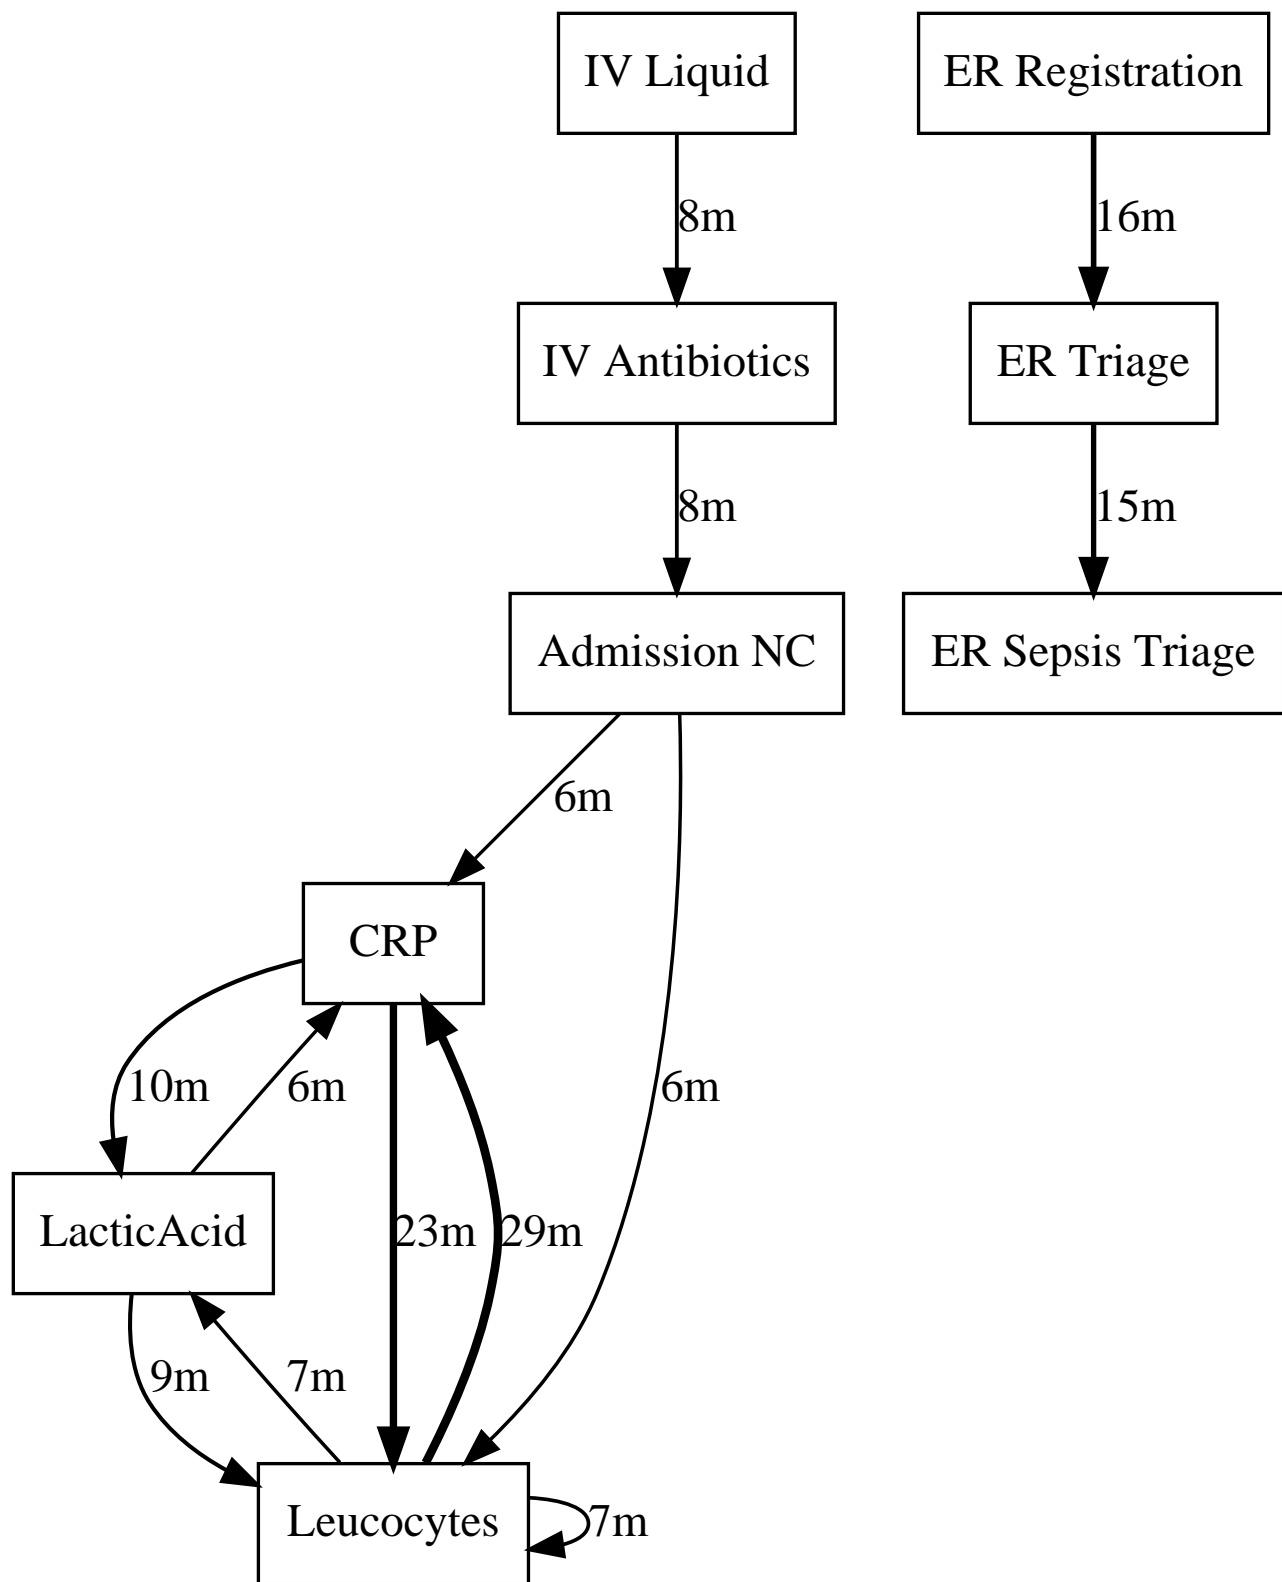 IV Liquid
ER Registration
8m
16m
IV Antibiotics
ER Triage
8m
15m
Admission NC
ER Sepsis Triage
6m
CRP
10m
6m
6m
LacticAcid
23m
29m
9m
7m
Leucocytes
7m